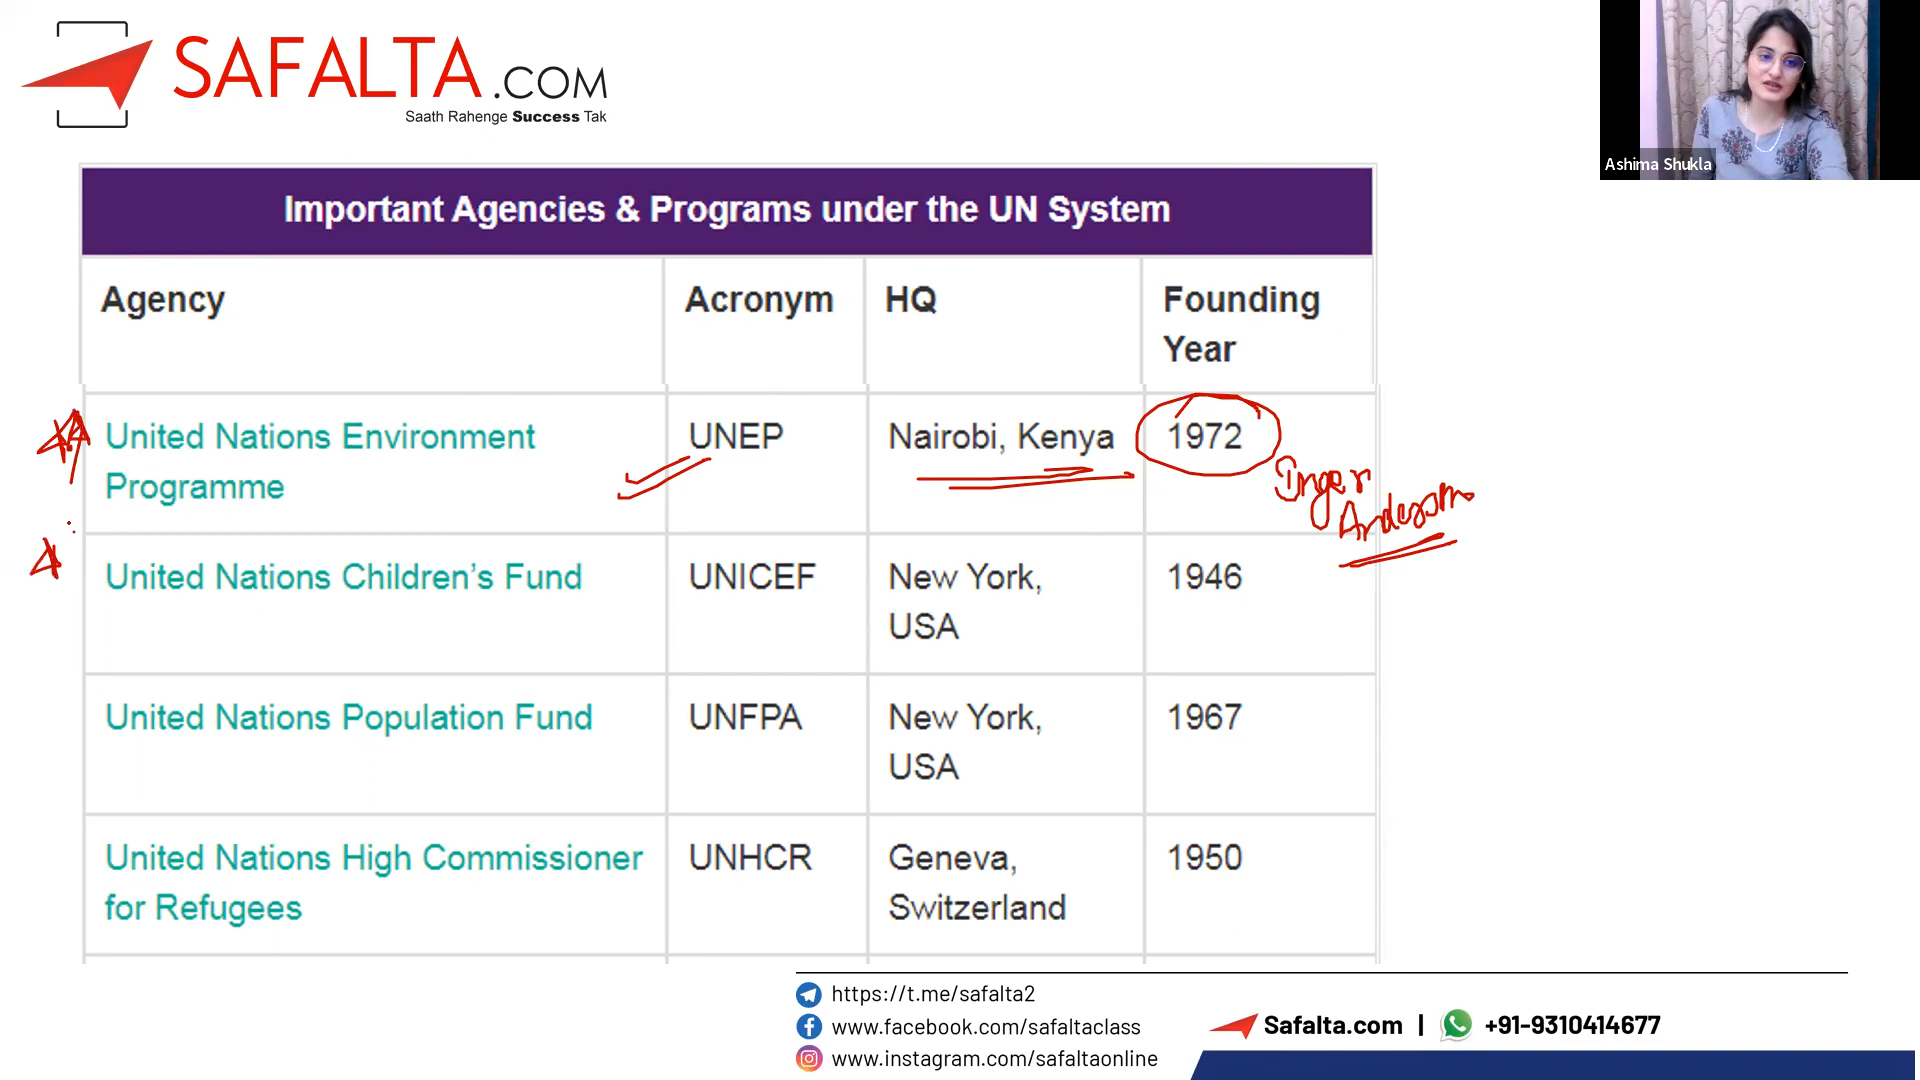 SAFALTA.COM
Saath Rahenge Success Tak
Ashima Shukla
Important Agencies & Programs under the UN System
Agency Acronym HQ Founding Year
United Nations Environment Programme UNEP Nairobi, Kenya 1972
Inger
Anderson
United Nations Children's Fund UNICEF New York, USA 1946
United Nations Population Fund UNFPA New York, USA 1967
United Nations High Commissioner for Refugees UNHCR Geneva, Switzerland 1950
https://t.me/safalta2
www.facebook.com/safaltaclass
www.instagram.com/safaltaonline
Safalta.com | +91-9310414677